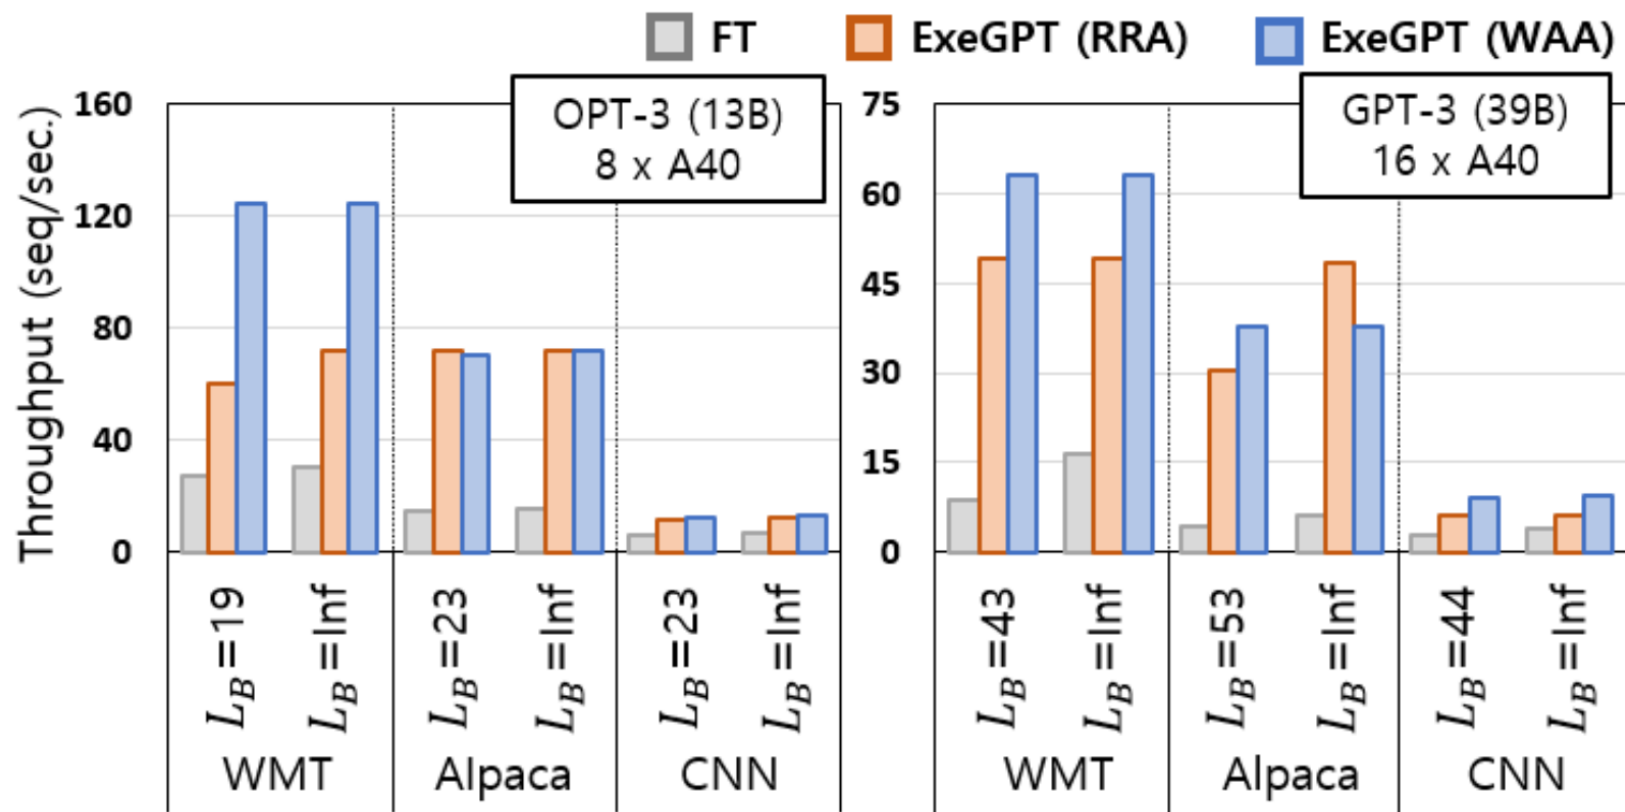 FT ExeGPT (RRA) ExeGPT (WAA)
Throughput (seq/sec.)
160
120
80
40
0
OPT-3 (13B)
8 x A40
L_B=19 L_B=Inf L_B=23 L_B=Inf L_B=23 L_B=Inf
WMT Alpaca CNN
75
60
45
30
15
0
GPT-3 (39B)
16 x A40
L_B=43 L_B=Inf L_B=53 L_B=Inf L_B=44 L_B=Inf
WMT Alpaca CNN